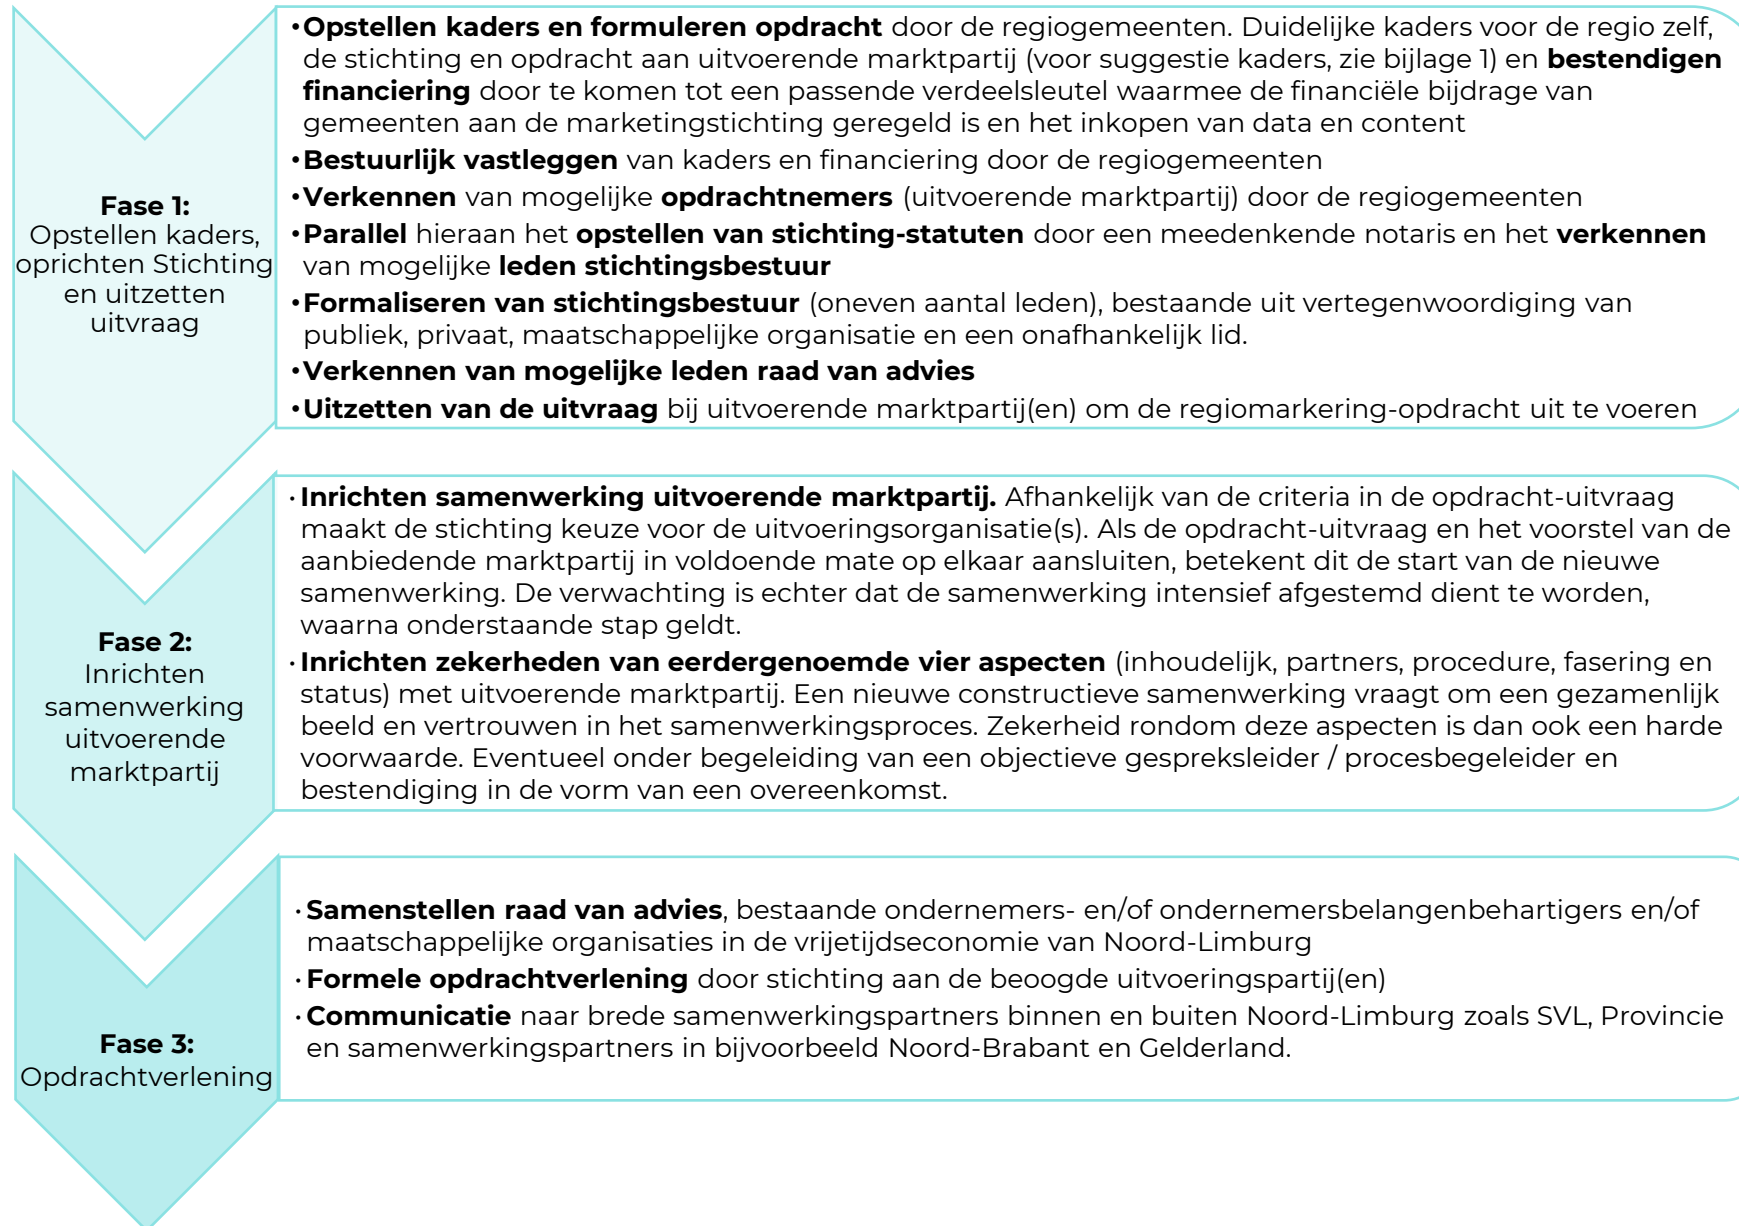 Fase 1:
Opstellen kaders,
oprichten Stichting
en uitzetten
uitvraag
•Opstellen kaders en formuleren opdracht door de regiogemeenten. Duidelijke kaders voor de regio zelf,
de stichting en opdracht aan uitvoerende marktpartij (voor suggestie kaders, zie bijlage 1) en bestendigen
financiering door te komen tot een passende verdeelsleutel waarmee de financiële bijdrage van
gemeenten aan de marketingstichting geregeld is en het inkopen van data en content
•Bestuurlijk vastleggen van kaders en financiering door de regiogemeenten
•Verkennen van mogelijke opdrachtnemers (uitvoerende marktpartij) door de regiogemeenten
•Parallel hieraan het opstellen van stichting-statuten door een meedenkende notaris en het verkennen
van mogelijke leden stichtingsbestuur
•Formaliseren van stichtingsbestuur (oneven aantal leden), bestaande uit vertegenwoordiging van
publiek, privaat, maatschappelijke organisatie en een onafhankelijk lid.
•Verkennen van mogelijke leden raad van advies
•Uitzetten van de uitvraag bij uitvoerende marktpartij(en) om de regiomarkering-opdracht uit te voeren
Fase 2:
Inrichten
samenwerking
uitvoerende
marktpartij
•Inrichten samenwerking uitvoerende marktpartij. Afhankelijk van de criteria in de opdracht-uitvraag
maakt de stichting keuze voor de uitvoeringsorganisatie(s). Als de opdracht-uitvraag en het voorstel van de
aanbiedende marktpartij in voldoende mate op elkaar aansluiten, betekent dit de start van de nieuwe
samenwerking. De verwachting is echter dat de samenwerking intensief afgestemd dient te worden,
waarna onderstaande stap geldt.
•Inrichten zekerheden van eerdergenoemde vier aspecten (inhoudelijk, partners, procedure, fasering en
status) met uitvoerende marktpartij. Een nieuwe constructieve samenwerking vraagt om een gezamenlijk
beeld en vertrouwen in het samenwerkingsproces. Zekerheid rondom deze aspecten is dan ook een harde
voorwaarde. Eventueel onder begeleiding van een objectieve gespreksleider / procesbegeleider en
bestendiging in de vorm van een overeenkomst.
Fase 3:
Opdrachtverlening
•Samenstellen raad van advies, bestaande ondernemers- en/of ondernemersbelangenbehartigers en/of
maatschappelijke organisaties in de vrijetijdseconomie van Noord-Limburg
•Formele opdrachtverlening door stichting aan de beoogde uitvoeringspartij(en)
•Communicatie naar brede samenwerkingspartners binnen en buiten Noord-Limburg zoals SVL, Provincie
en samenwerkingspartners in bijvoorbeeld Noord-Brabant en Gelderland.